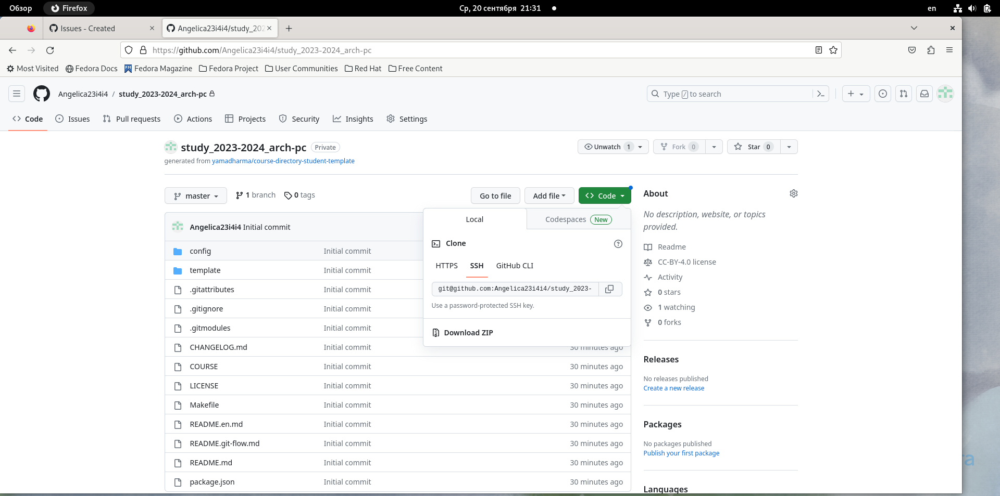 Обзор Firefox Ср, 20 сентября 21:31 en
Issues - Created Angelica23i4i4/study_202
https://github.com/Angelica23i4i4/study_2023-2024_arch-pc
Most Visited Fedora Docs Fedora Magazine Fedora Project User Communities Red Hat Free Content
Angelica23i4i4 / study_2023-2024_arch-pc Type / to search
Code Issues Pull requests Actions Projects Security Insights Settings
study_2023-2024_arch-pc Private Unwatch 1 Fork 0 Star 0
generated from yamadharma/course-directory-student-template
master 1 branch 0 tags Go to file Add file Code
Angelica23i4i4 Initial commit
config Initial commit
template Initial commit
.gitattributes Initial commit
.gitignore Initial commit
.gitmodules Initial commit
CHANGELOG.md Initial commit 30 minutes ago
COURSE Initial commit 30 minutes ago
LICENSE Initial commit 30 minutes ago
Makefile Initial commit 30 minutes ago
README.en.md Initial commit 30 minutes ago
README.git-flow.md Initial commit 30 minutes ago
README.md Initial commit 30 minutes ago
package.json Initial commit 30 minutes ago
Local Codespaces New
Clone
HTTPS SSH GitHub CLI
git@github.com:Angelica23i4i4/study_2023-
Use a password-protected SSH key.
Download ZIP
About
No description, website, or topics
provided.
Readme
CC-BY-4.0 license
Activity
0 stars
1 watching
0 forks
Releases
No releases published
Create a new release
Packages
No packages published
Publish your first package
Languages